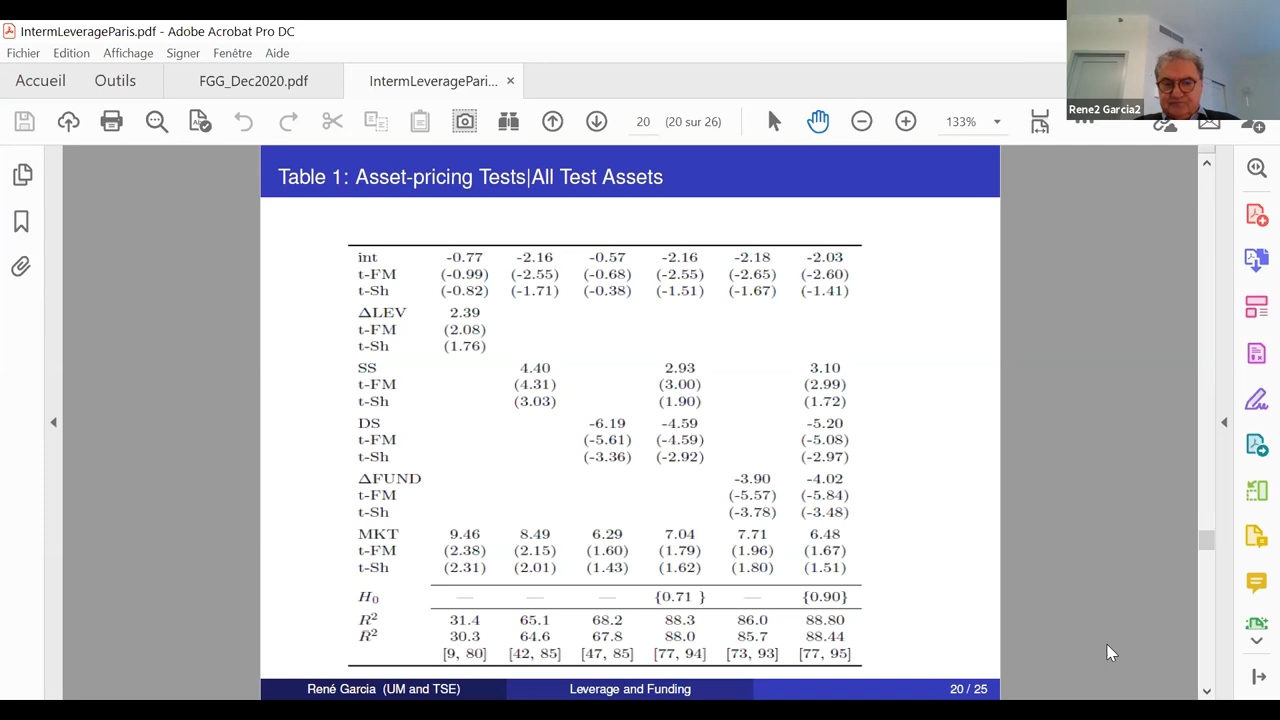 IntermLeverageParis.pdf - Adobe Acrobat Pro DC
Fichier Edition Affichage Signer Fenêtre Aide
Accueil Outils FGG_Dec2020.pdf IntermLeveragePari... ×
Rene2 Garcia2
20 (20 sur 26) 133%
Table 1: Asset-pricing Tests|All Test Assets
int -0.77 -2.16 -0.57 -2.16 -2.18 -2.03
t-FM (-0.99) (-2.55) (-0.68) (-2.55) (-2.65) (-2.60)
t-Sh (-0.82) (-1.71) (-0.38) (-1.51) (-1.67) (-1.41)
ΔLEV 2.39
t-FM (2.08)
t-Sh (1.76)
SS 4.40 2.93 3.10
t-FM (4.31) (3.00) (2.99)
t-Sh (3.03) (1.90) (1.72)
DS -6.19 -4.59 -5.20
t-FM (-5.61) (-4.59) (-5.08)
t-Sh (-3.36) (-2.92) (-2.97)
ΔFUND -3.90 -4.02
t-FM (-5.57) (-5.84)
t-Sh (-3.78) (-3.48)
MKT 9.46 8.49 6.29 7.04 7.71 6.48
t-FM (2.38) (2.15) (1.60) (1.79) (1.96) (1.67)
t-Sh (2.31) (2.01) (1.43) (1.62) (1.80) (1.51)
H₀ — — — {0.71 } — {0.90}
R² 31.4 65.1 68.2 88.3 86.0 88.80
R̄² 30.3 64.6 67.8 88.0 85.7 88.44
[9, 80] [42, 85] [47, 85] [77, 94] [73, 93] [77, 95]
René Garcia (UM and TSE) Leverage and Funding 20 / 25